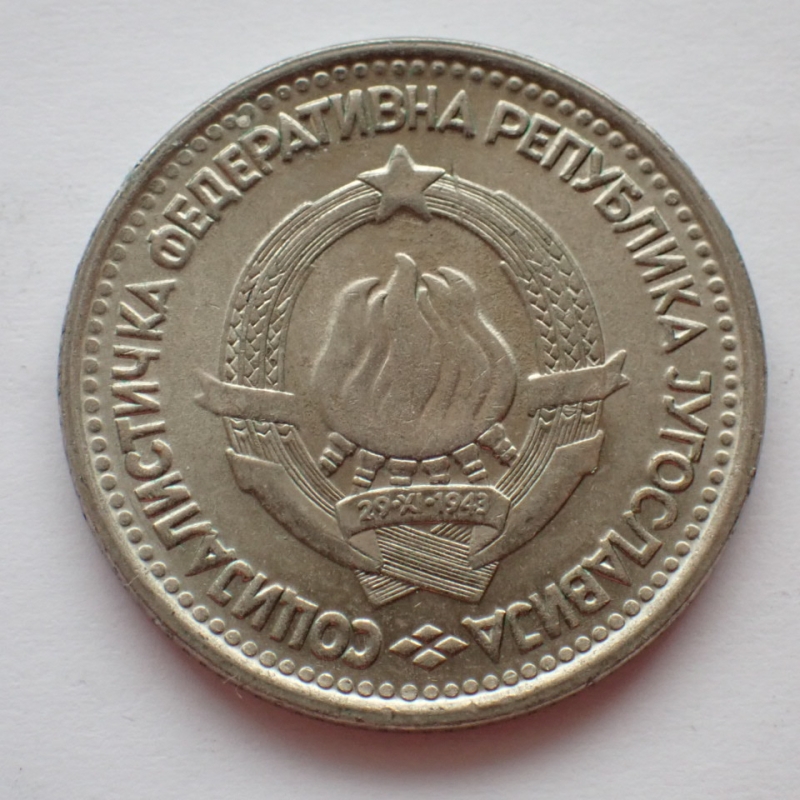 СОЦИЈАЛИСТИЧКА ФЕДЕРАТИВНА РЕПУБЛИКА ЈУГОСЛАВИЈА
29·XI·1943